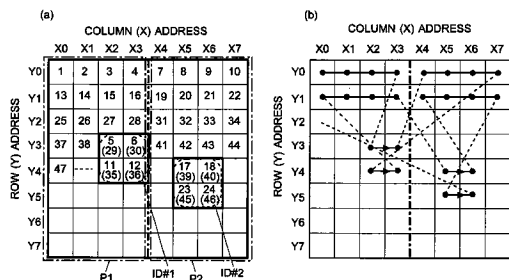 (a)
COLUMN (X) ADDRESS
X0 X1 X2 X3 X4 X5 X6 X7
ROW (Y) ADDRESS
Y0 1 2 3 4 7 8 9 10
Y1 13 14 15 16 19 20 21 22
Y2 25 26 27 28 31 32 33 34
Y3 37 38 5 (29) 6 (30) 41 42 43 44
Y4 47 11 (35) 12 (36) 17 (39) 18 (40)
Y5 23 (45) 24 (46)
Y6
Y7
P1 ID#1 P2 ID#2
(b)
COLUMN (X) ADDRESS
X0 X1 X2 X3 X4 X5 X6 X7
ROW (Y) ADDRESS
Y0
Y1
Y2
Y3
Y4
Y5
Y6
Y7